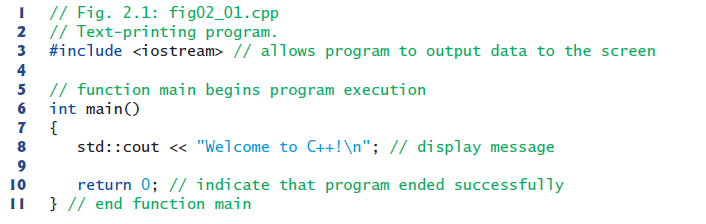 1 // Fig. 2.1: fig02_01.cpp
2 // Text-printing program.
3 #include <iostream> // allows program to output data to the screen
4
5 // function main begins program execution
6 int main()
7 {
8 std::cout << "Welcome to C++!\n"; // display message
9
10 return 0; // indicate that program ended successfully
11 } // end function main